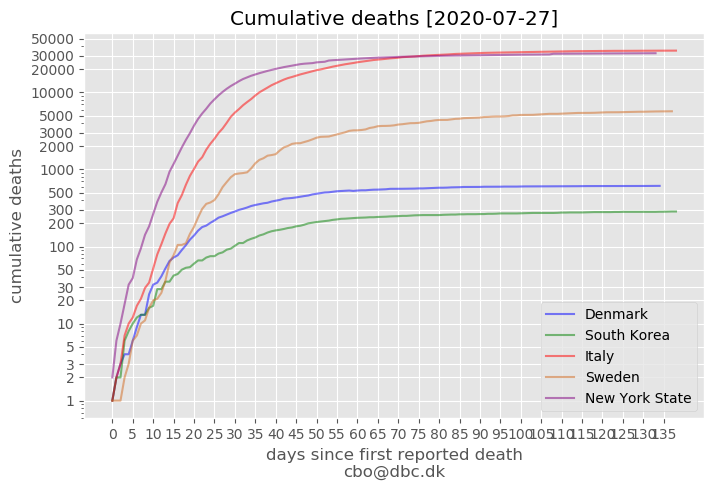 Cumulative deaths [2020-07-27]
cumulative deaths
50000
30000
20000
10000
5000
3000
2000
1000
500
300
200
100
50
30
20
10
5
3
2
1
Denmark
South Korea
Italy
Sweden
New York State
0 5 10 15 20 25 30 35 40 45 50 55 60 65 70 75 80 85 90 95 100 105 110 115 120 125 130 135
days since first reported death
cbo@dbc.dk